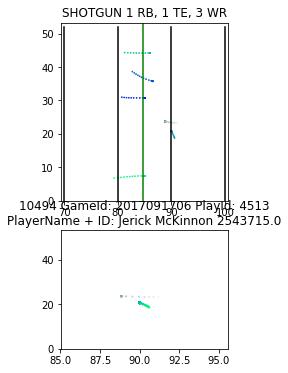 SHOTGUN 1 RB, 1 TE, 3 WR
50
40
30
20
10
0
70 80 90 100
10494 GameId: 2017091706 PlayId: 4513
PlayerName + ID: Jerick McKinnon 2543715.0
40
20
0
85.0 87.5 90.0 92.5 95.0